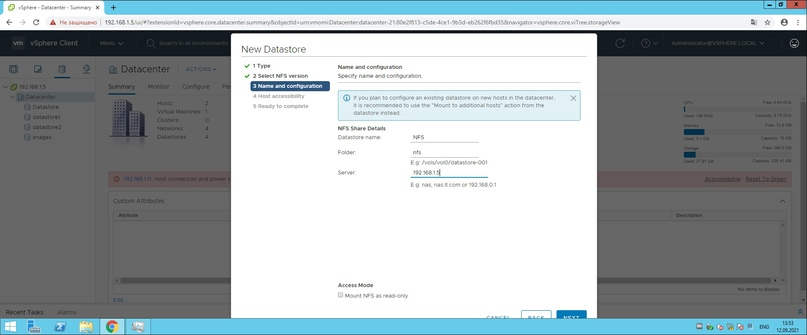 vSphere - Datacenter - Summary
Не защищено
192.168.1.5/ui/#?extensionId=vsphere.core.datacenter.summary&objectId=urn:vmomi:Datacenter:datacenter-21:80e2f813-c5de-4ce1-9b5d-eb262f6fbd35&navigator=vsphere.core.viTree.storageView
vm vSphere Client Menu Search in all environments Administrator@VSPHERE.LOCAL
New Datastore
1 Type
2 Select NFS version
3 Name and configuration
4 Host accessibility
5 Ready to complete
Name and configuration
Specify name and configuration.
If you plan to configure an existing datastore on new hosts in the datacenter,
it is recommended to use the "Mount to additional hosts" action from the
datastore instead.
NFS Share Details
Datastore name: NFS
Folder: nfs
E.g: /vols/vol0/datastore-001
Server: 192.168.1.5
E.g: nas, nas.it.com or 192.168.0.1
Access Mode
Mount NFS as read-only
CANCEL BACK NEXT
192.168.1.5
Datacenter
Datastore
datastore1
datastore2
images
Datacenter ACTIONS
Summary Monitor Configure
Hosts: 2
Virtual Machines: 1
Clusters: 0
Networks: 4
Datastores: 4
CPU
Memory
Storage
192.168.1.11: Host connection and power
Acknowledge Reset To Green
Custom Attributes
Attribute
Description
No items to display
Edit...
Recent Tasks Alarms
ENG
13:53
12.09.2021